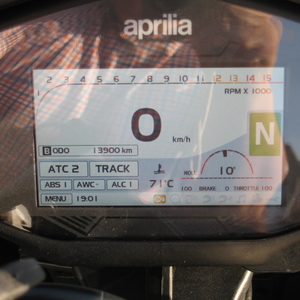 aprilia
2 3 4 5 6 7 8 9 10 11 12 13 14 15
RPM X 1000
0 km/h
N
B ODO 13900 km
ATC 2 TRACK
10°
ABS 1 AWC - ALC 1 71°C
100 BRAKE 0 THROTTLE 100
MENU 19:01